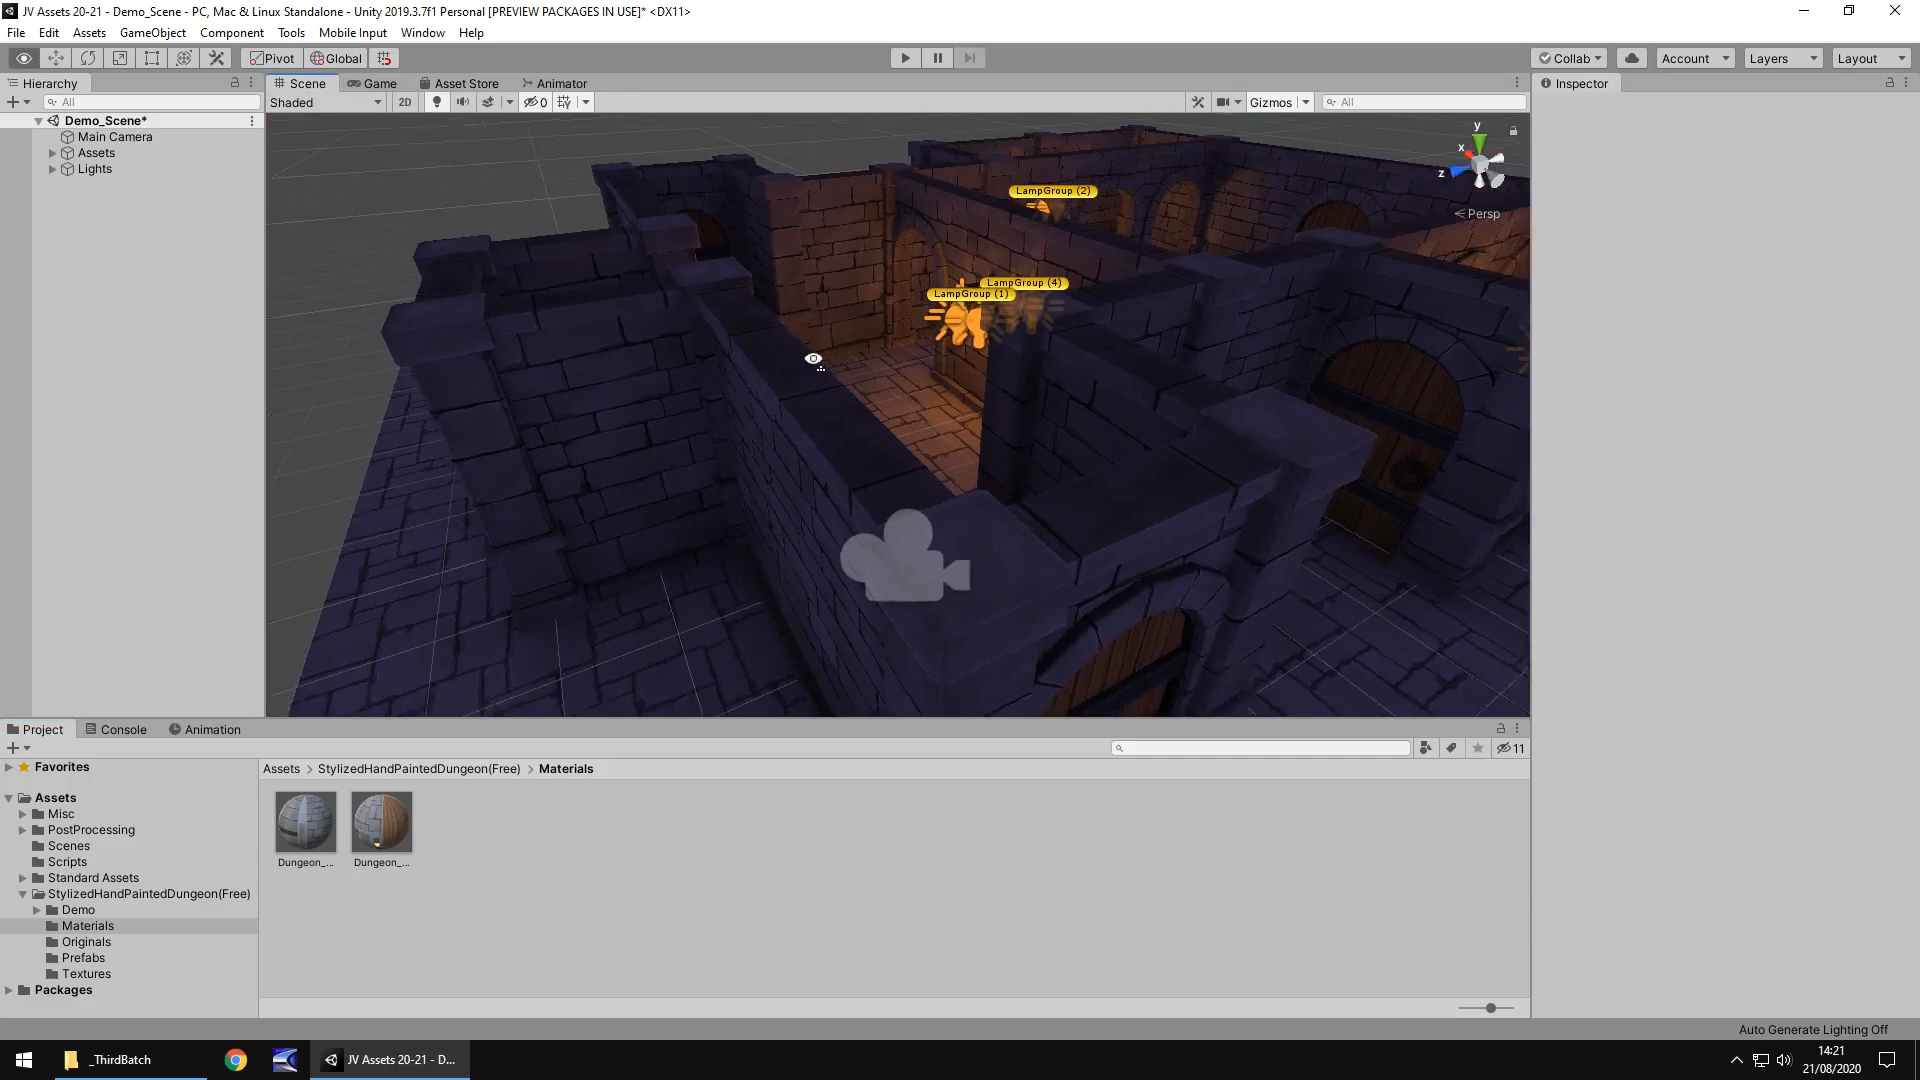 JV Assets 20-21 - Demo_Scene - PC, Mac & Linux Standalone - Unity 2019.3.7f1 Personal [PREVIEW PACKAGES IN USE]* <DX11>
File Edit Assets GameObject Component Tools Mobile Input Window Help
Pivot Global Collab Account Layers Layout
Hierarchy Scene Game Asset Store Animator Inspector
All Shaded 2D 0 Gizmos All
Demo_Scene*
Main Camera
Assets
Lights
y
x
z
Persp
LampGroup (2)
LampGroup (4)
LampGroup (1)
Project Console Animation
11
Favorites
Assets > StylizedHandPaintedDungeon(Free) > Materials
Assets
Misc
PostProcessing
Scenes
Scripts
Standard Assets
StylizedHandPaintedDungeon(Free)
Demo
Materials
Originals
Prefabs
Textures
Packages
Dungeon_... Dungeon_...
Auto Generate Lighting Off
_ThirdBatch JV Assets 20-21 - D...
14:21
21/08/2020